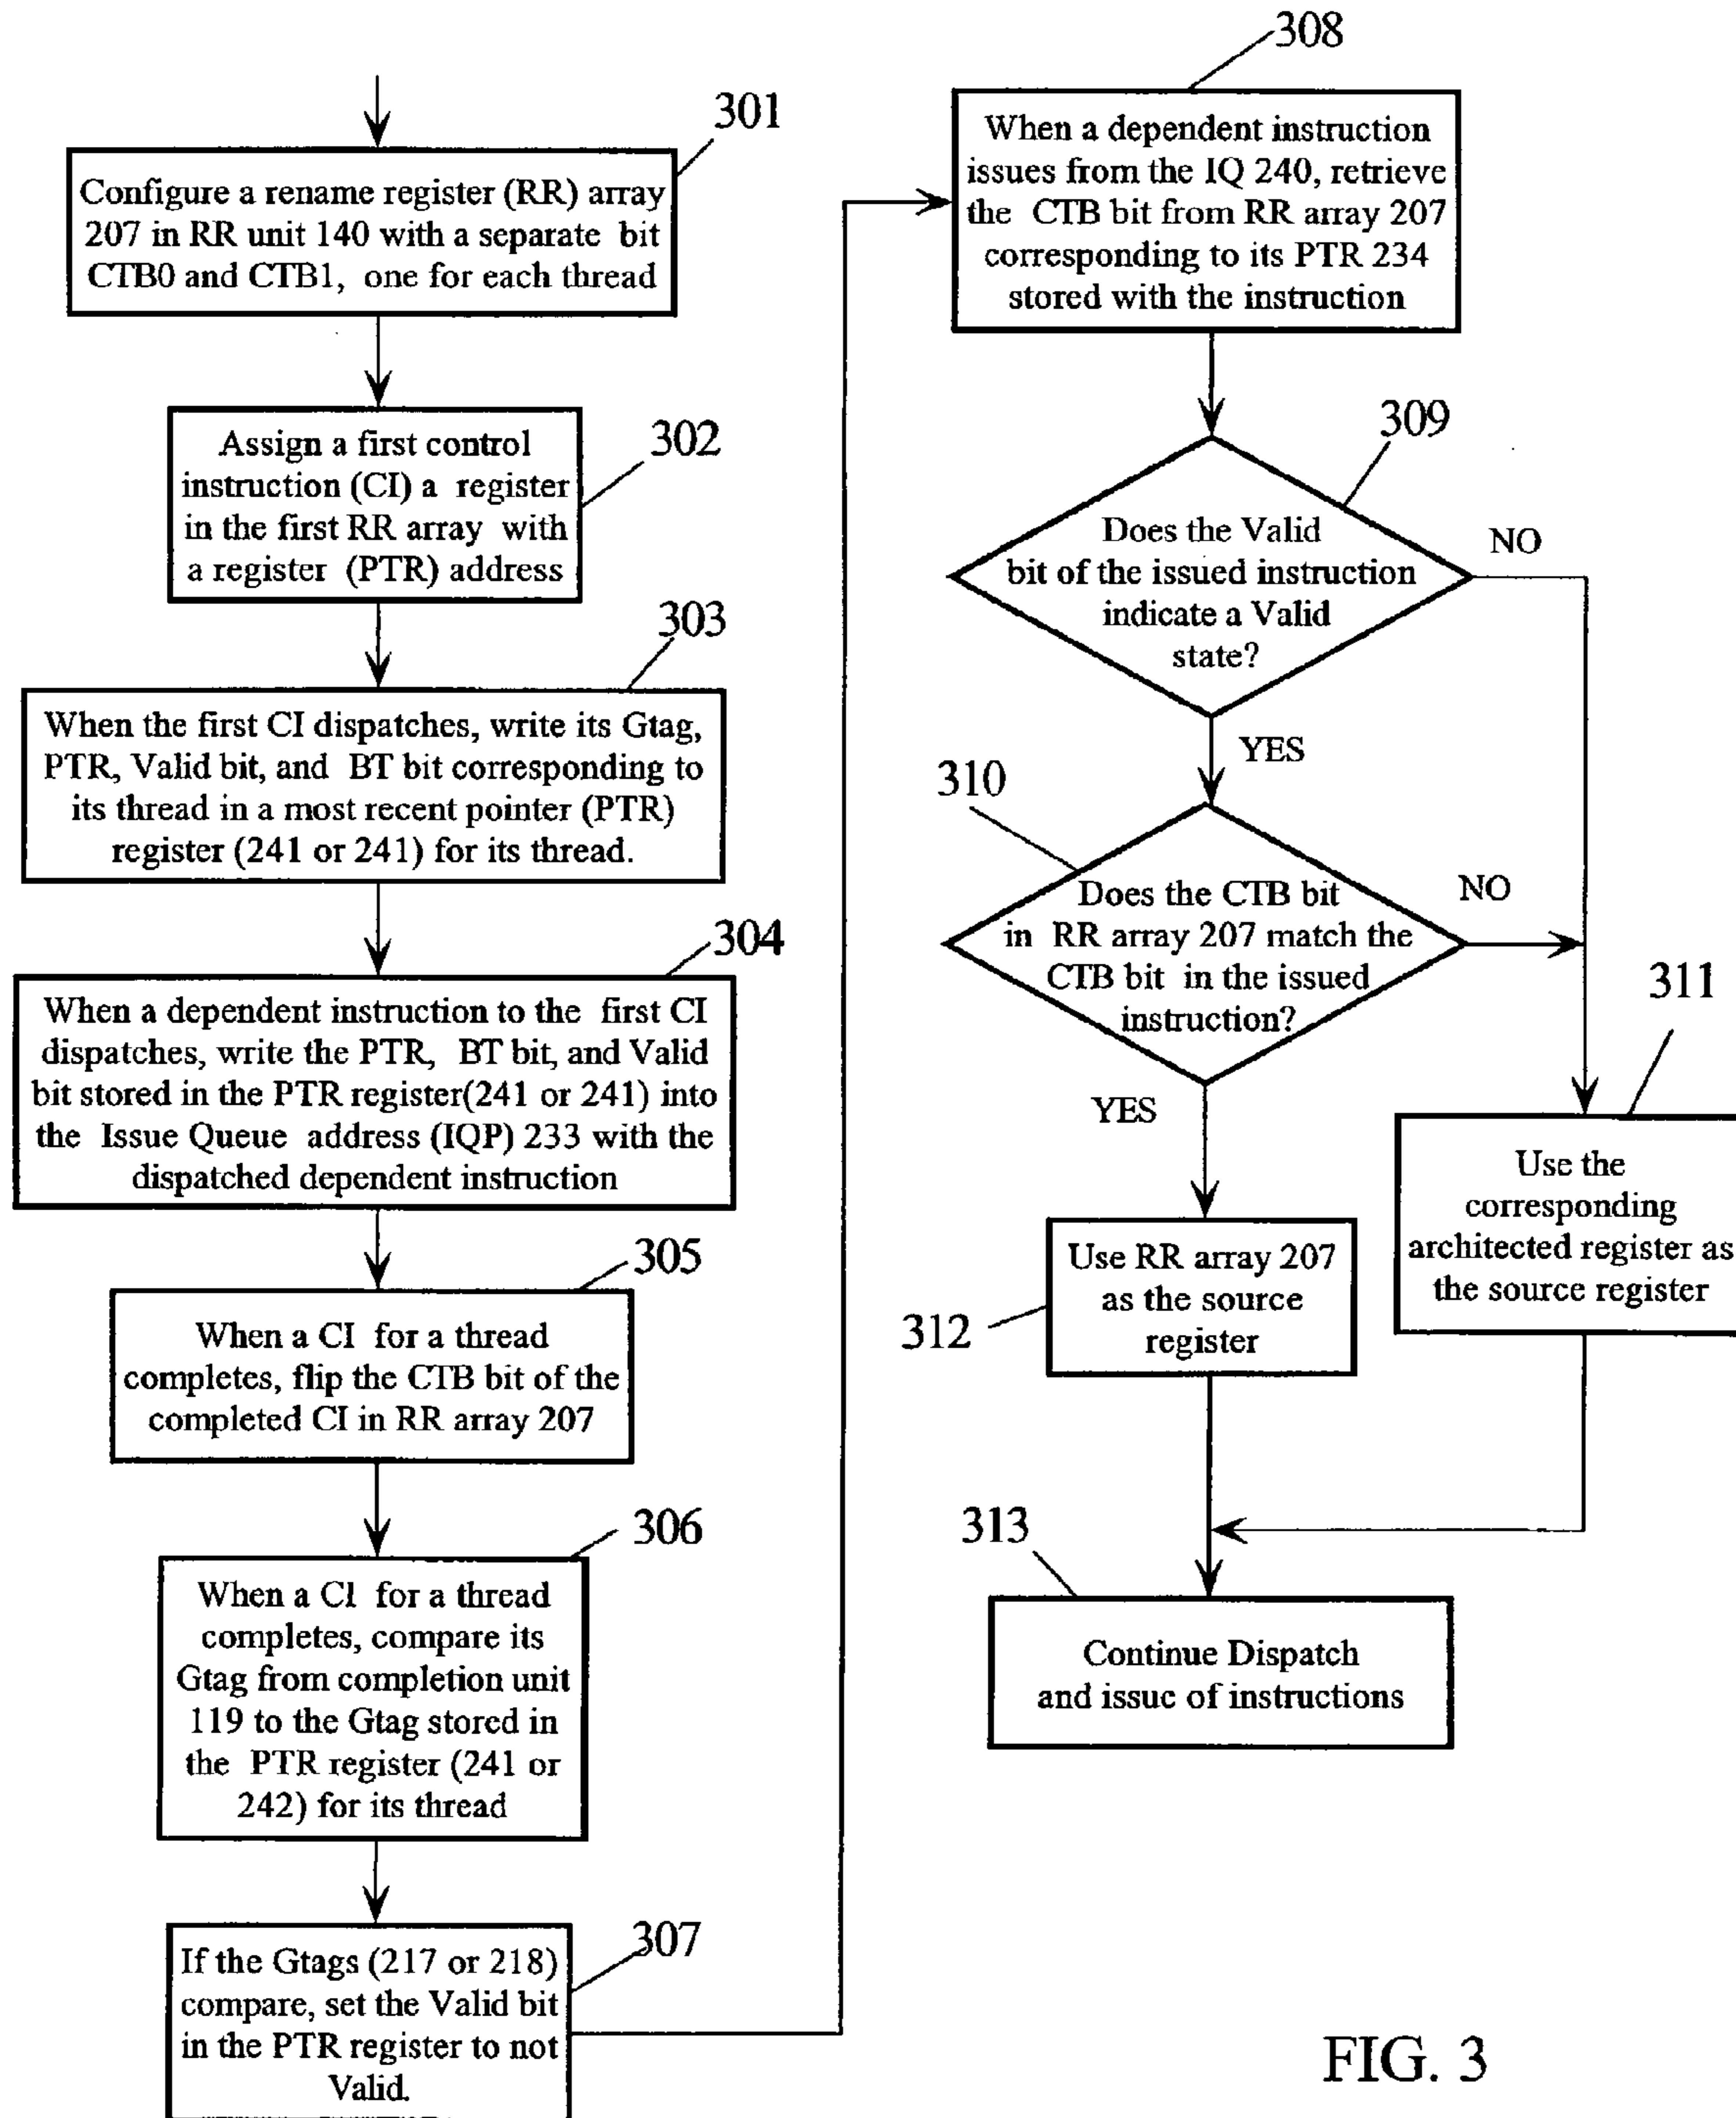 301
Configure a rename register (RR) array
207 in RR unit 140 with a separate bit
CTB0 and CTB1, one for each thread
302
Assign a first control
instruction (CI) a register
in the first RR array with
a register (PTR) address
303
When the first CI dispatches, write its Gtag,
PTR, Valid bit, and BT bit corresponding to
its thread in a most recent pointer (PTR)
register (241 or 241) for its thread.
304
When a dependent instruction to the first CI
dispatches, write the PTR, BT bit, and Valid
bit stored in the PTR register(241 or 241) into
the Issue Queue address (IQP) 233 with the
dispatched dependent instruction
305
When a CI for a thread
completes, flip the CTB bit of the
completed CI in RR array 207
306
When a CI for a thread
completes, compare its
Gtag from completion unit
119 to the Gtag stored in
the PTR register (241 or
242) for its thread
307
If the Gtags (217 or 218)
compare, set the Valid bit
in the PTR register to not
Valid.
308
When a dependent instruction
issues from the IQ 240, retrieve
the CTB bit from RR array 207
corresponding to its PTR 234
stored with the instruction
309
Does the Valid
bit of the issued instruction
indicate a Valid
state?
NO
YES
310
Does the CTB bit
in RR array 207 match the
CTB bit in the issued
instruction?
NO
YES
311
Use the
corresponding
architected register as
the source register
312
Use RR array 207
as the source
register
313
Continue Dispatch
and issue of instructions
FIG. 3